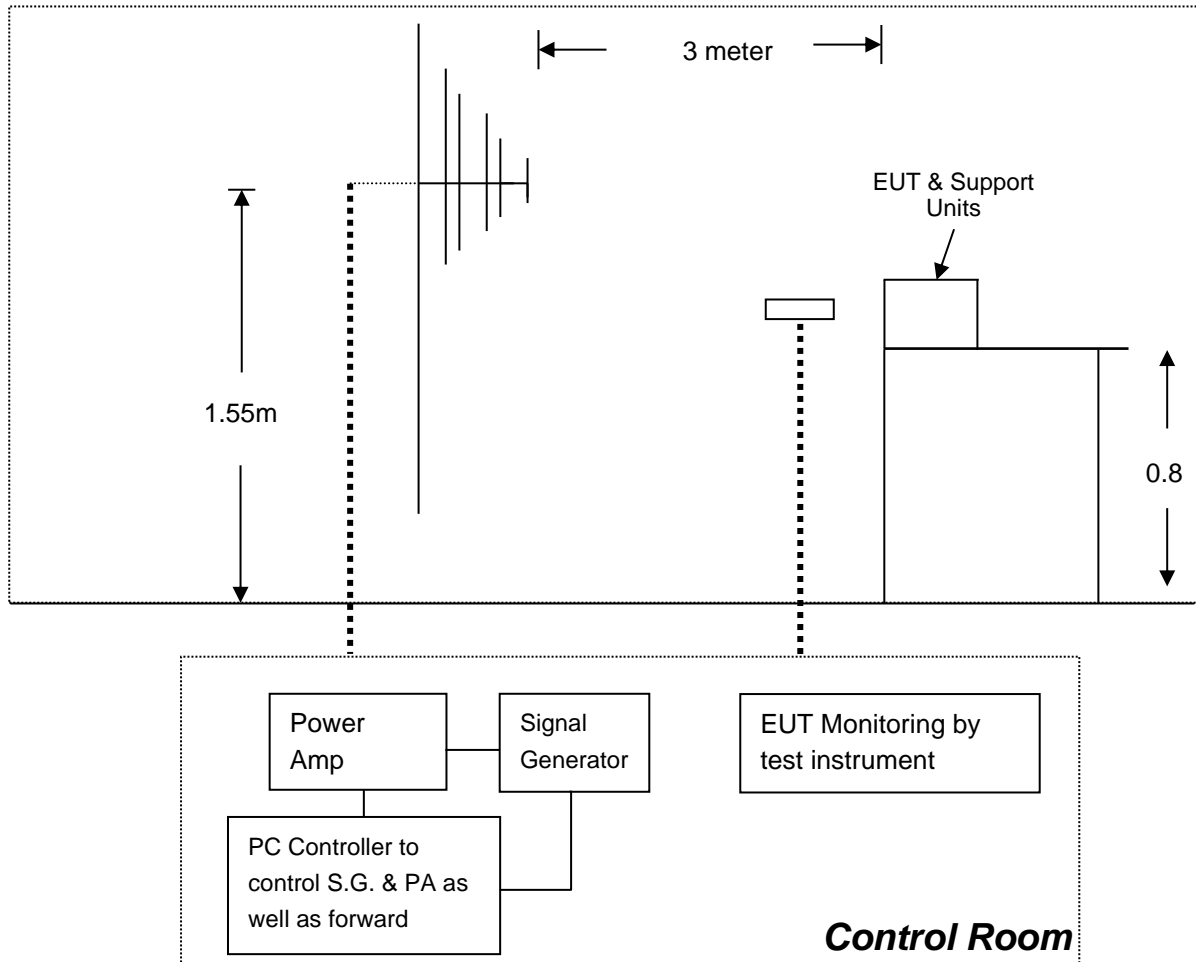 3 meter
EUT & Support
Units
1.55m
0.8
Power
Amp
Signal
Generator
EUT Monitoring by
test instrument
PC Controller to
control S.G. & PA as
well as forward
Control Room